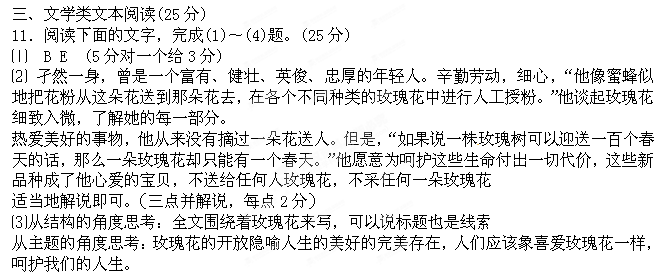 三、文学类文本阅读(25分)
11．阅读下面的文字，完成(1)～(4)题。(25分)
⑴ B E （5分对一个给3分）
⑵ 孑然一身，曾是一个富有、健壮、英俊、忠厚的年轻人。辛勤劳动，细心，“他像蜜蜂似
地把花粉从这朵花送到那朵花去，在各个不同种类的玫瑰花中进行人工授粉。”他谈起玫瑰花
细致入微，了解她的每一部分。
热爱美好的事物，他从来没有摘过一朵花送人。但是，“如果说一株玫瑰树可以迎送一百个春
天的话，那么一朵玫瑰花却只能有一个春天。”他愿意为呵护这些生命付出一切代价，这些新
品种成了他心爱的宝贝，不送给任何人玫瑰花，不采任何一朵玫瑰花
适当地解说即可。（三点并解说，每点2分）
⑶从结构的角度思考：全文围绕着玫瑰花来写，可以说标题也是线索
从主题的角度思考：玫瑰花的开放隐喻人生的美好的完美存在，人们应该象喜爱玫瑰花一样，
呵护我们的人生。